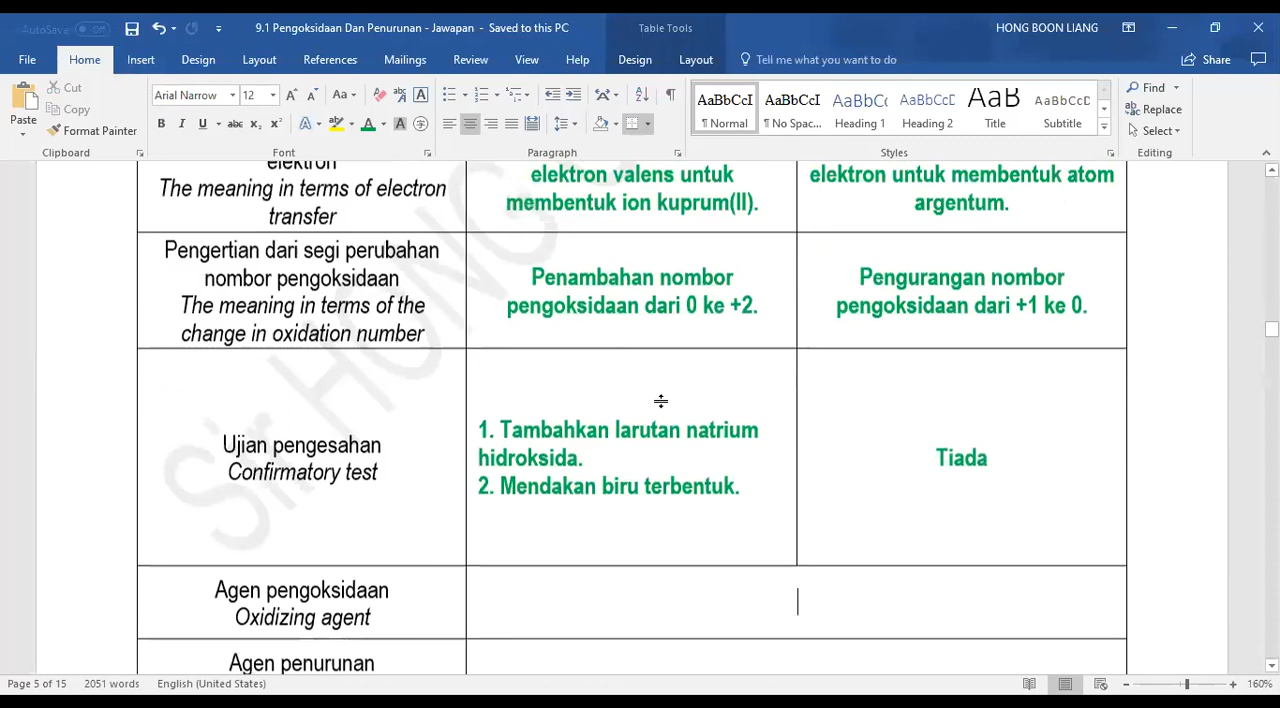 AutoSave Off
9.1 Pengoksidaan Dan Penurunan - Jawapan - Saved to this PC
Table Tools
HONG BOON LIANG
File Home Insert Design Layout References Mailings Review View Help Design Layout Tell me what you want to do Share
Cut
Copy
Format Painter
Paste
Arial Narrow 12
AaBbCcI AaBbCcI AaBbCc AaBbCcD AaB AaBbCcD
¶ Normal ¶ No Spac... Heading 1 Heading 2 Title Subtitle
Find
Replace
Select
Clipboard Font Paragraph Styles Editing
elektron
The meaning in terms of electron
transfer
elektron valens untuk
membentuk ion kuprum(II).
elektron untuk membentuk atom
argentum.
Pengertian dari segi perubahan
nombor pengoksidaan
The meaning in terms of the
change in oxidation number
Penambahan nombor
pengoksidaan dari 0 ke +2.
Pengurangan nombor
pengoksidaan dari +1 ke 0.
Ujian pengesahan
Confirmatory test
1. Tambahkan larutan natrium
hidroksida.
2. Mendakan biru terbentuk.
Tiada
Agen pengoksidaan
Oxidizing agent
Agen penurunan
Sir HONG
Page 5 of 15 2051 words English (United States) 160%